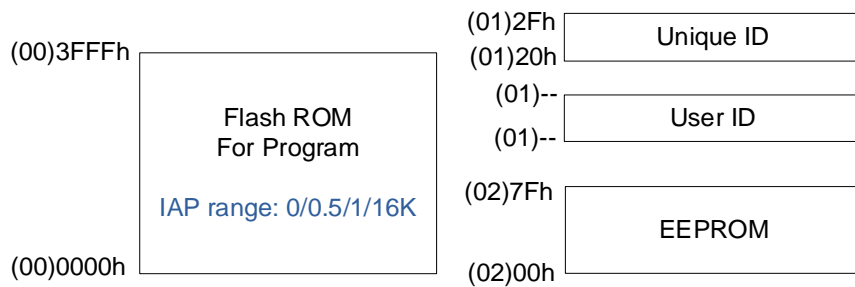 (00)3FFFh
Flash ROM
For Program
IAP range: 0/0.5/1/16K
(00)0000h
(01)2Fh
Unique ID
(01)20h
(01)--
User ID
(01)--
(02)7Fh
EEPROM
(02)00h